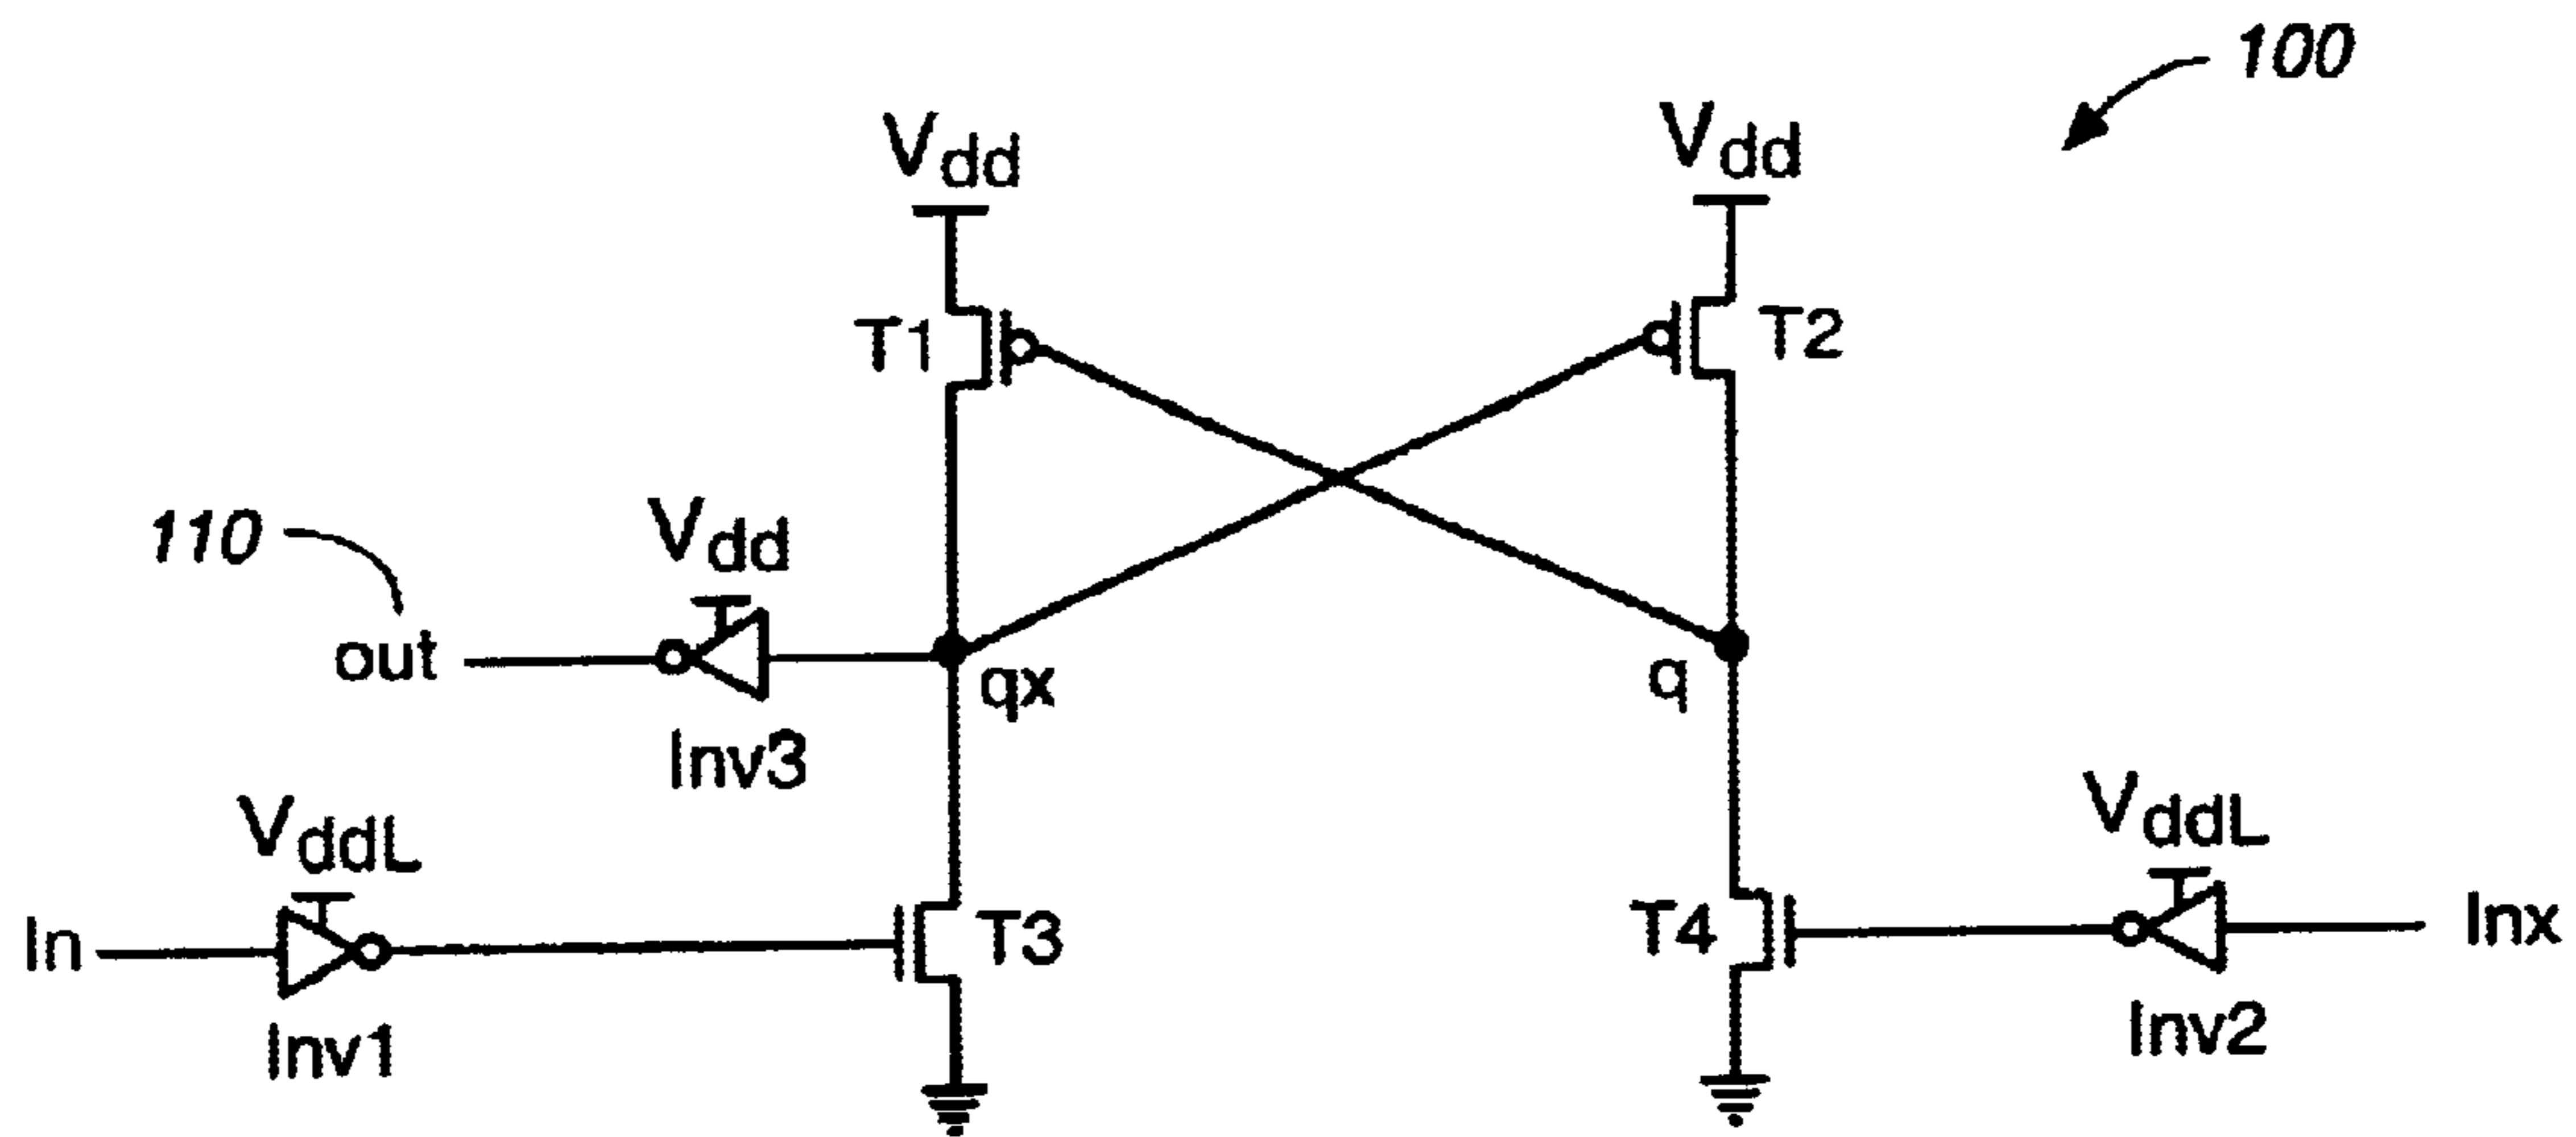 100
Vdd
Vdd
T1
T2
110
Vdd
out
qx
q
Inv3
VddL
VddL
In
T3
T4
Inx
Inv1
Inv2